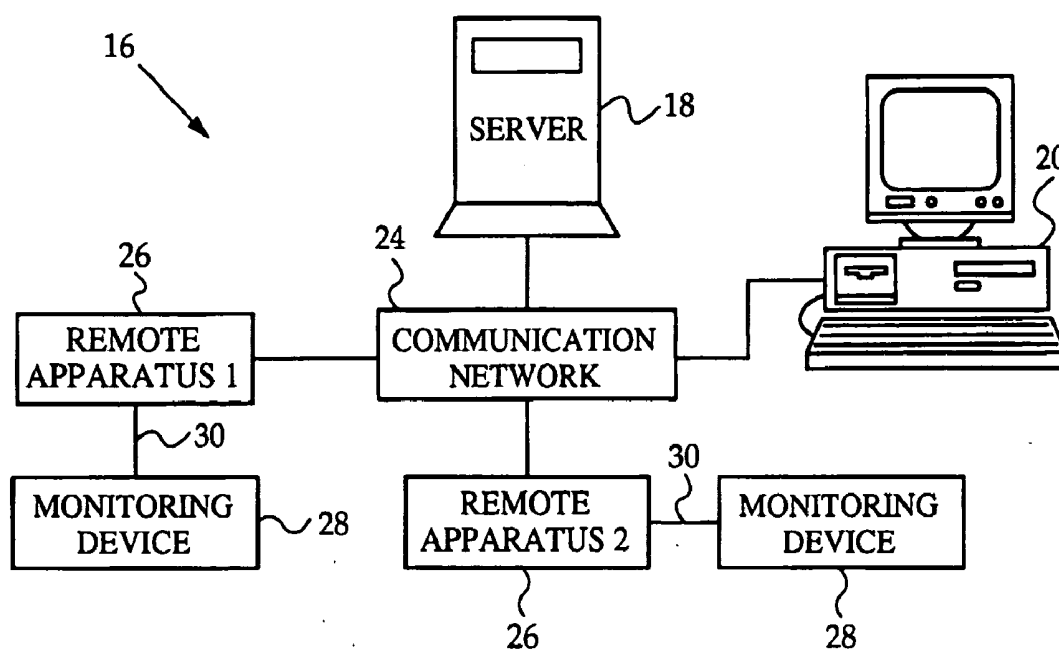 16
SERVER
18
20
24
26
REMOTE
APPARATUS 1
COMMUNICATION
NETWORK
30
MONITORING
DEVICE
28
REMOTE
APPARATUS 2
30
MONITORING
DEVICE
26
28